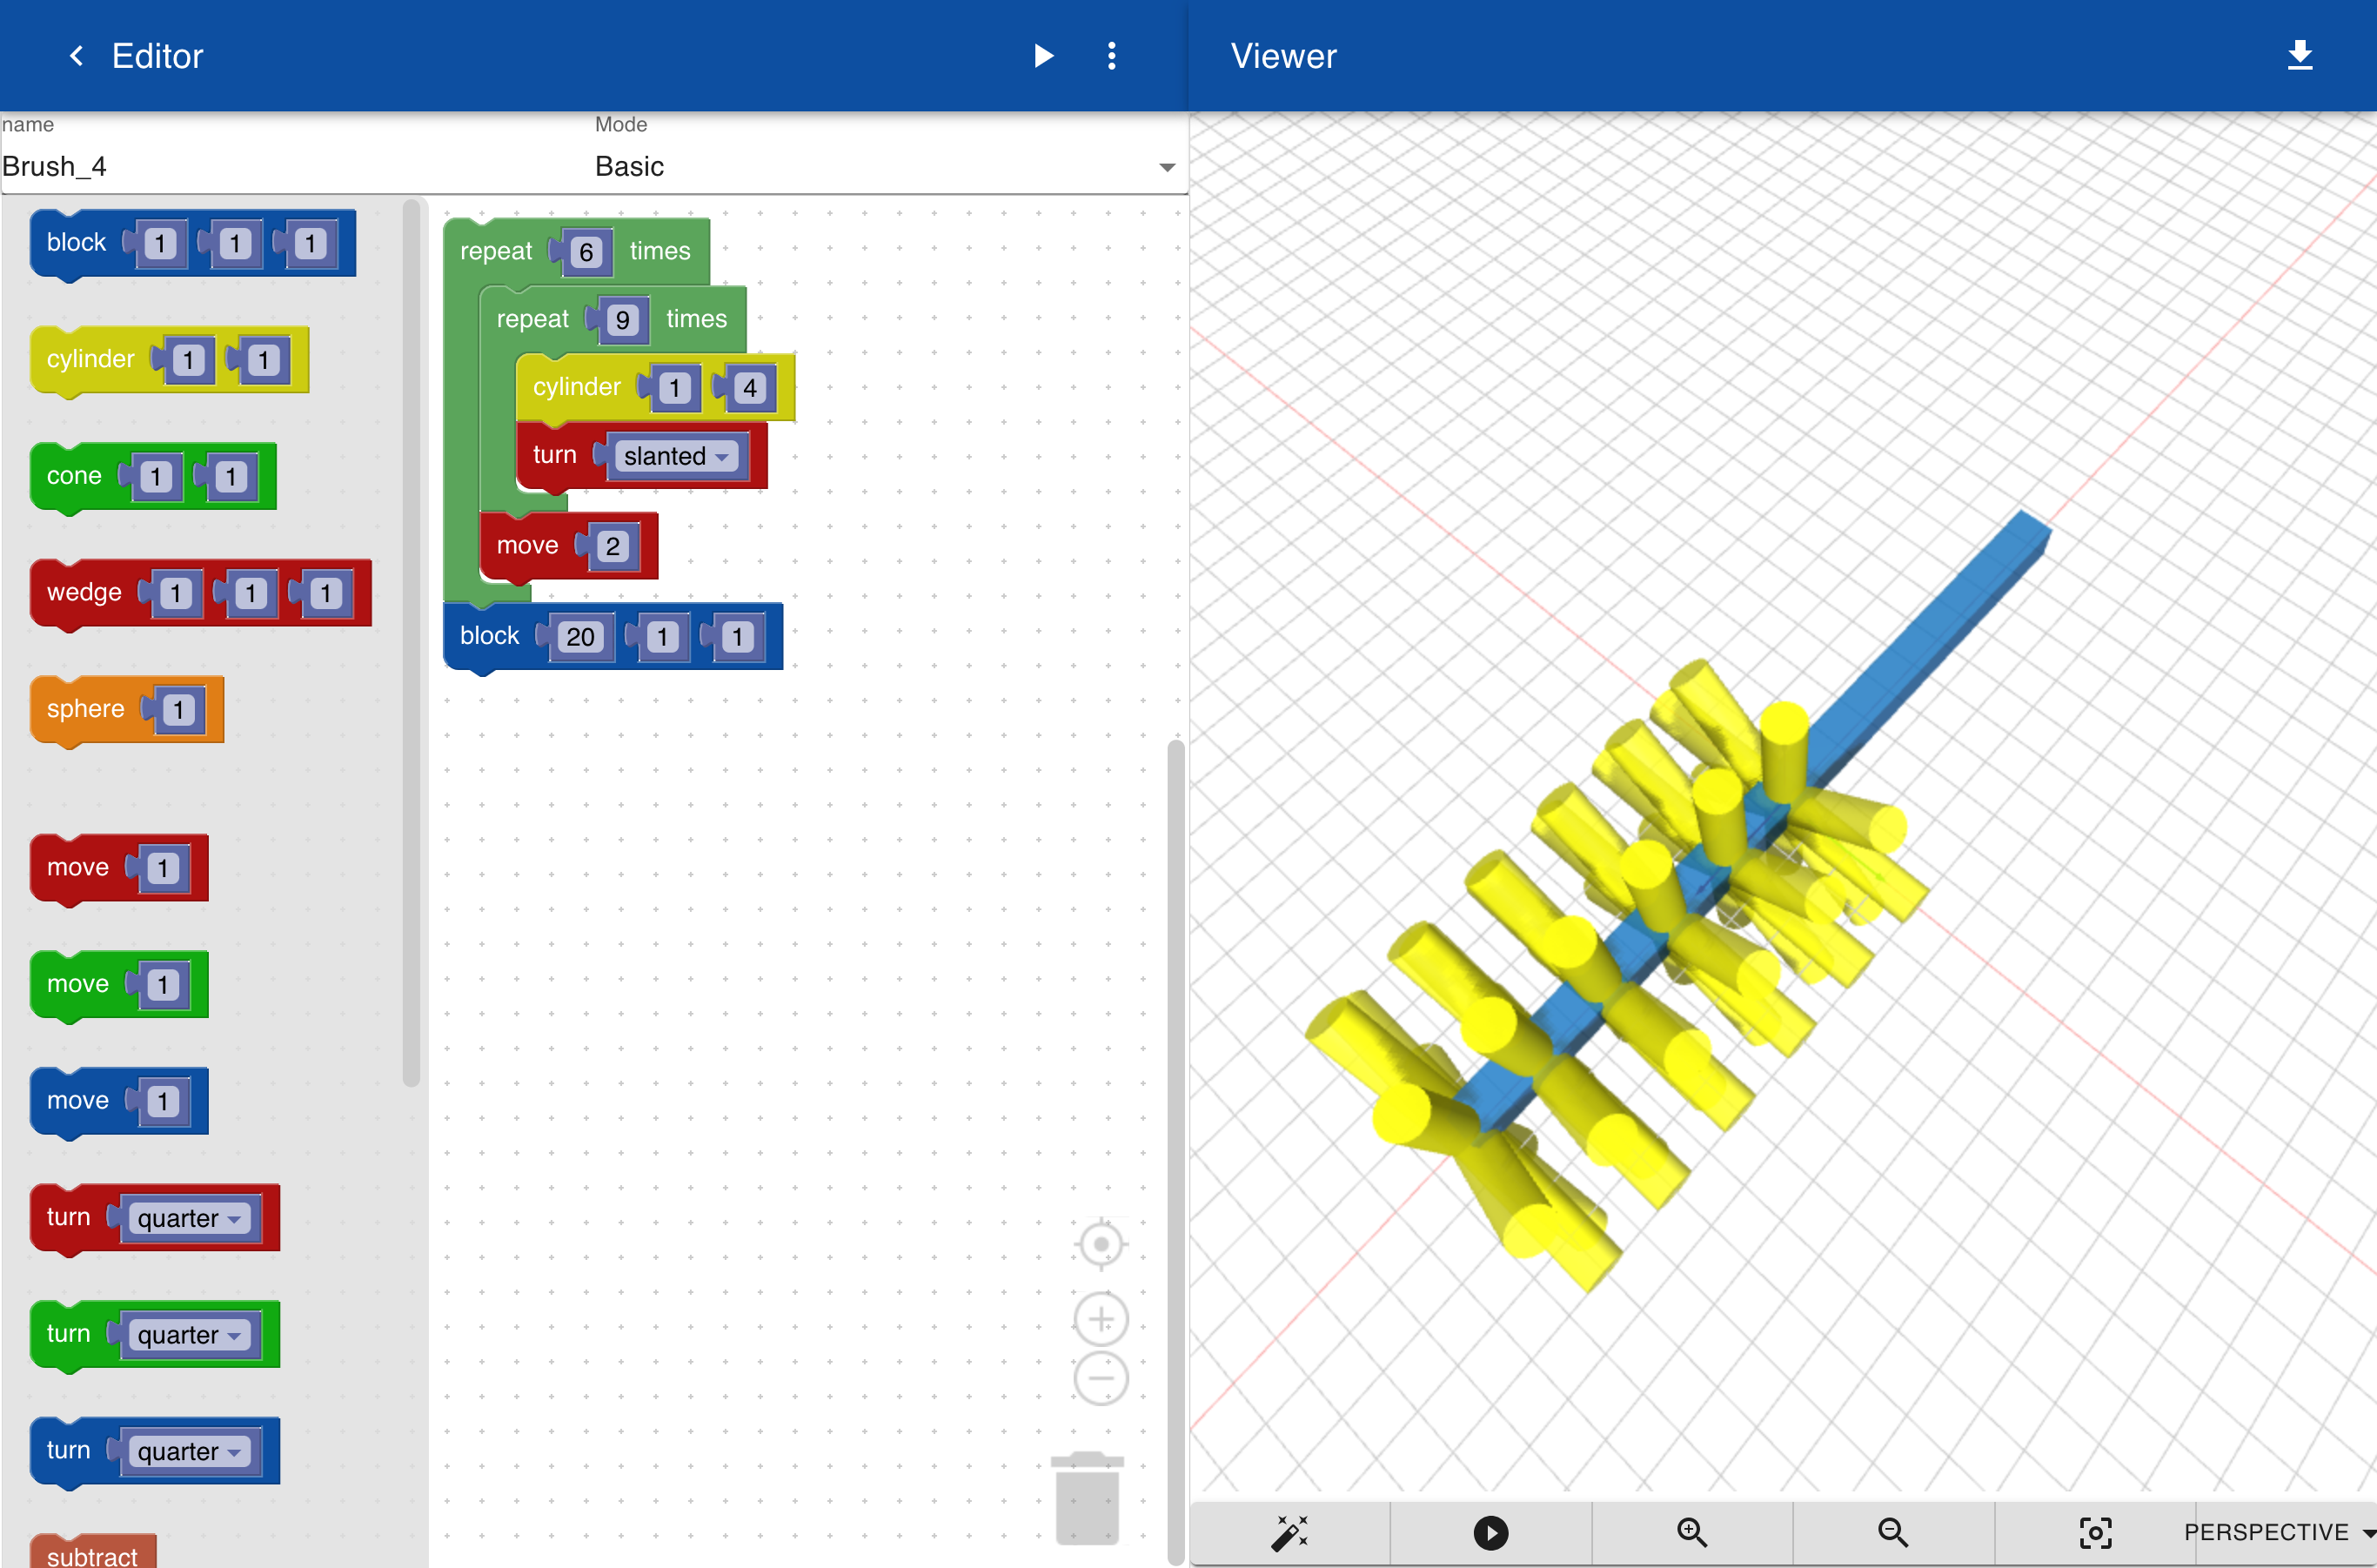 Editor
Viewer
name
Mode
Brush_4
Basic
block 1 1 1
cylinder 1 1
cone 1 1
wedge 1 1 1
sphere 1
move 1
move 1
move 1
turn quarter
turn quarter
turn quarter
subtract
repeat 6 times
repeat 9 times
cylinder 1 4
turn slanted
move 2
block 20 1 1
PERSPECTIVE